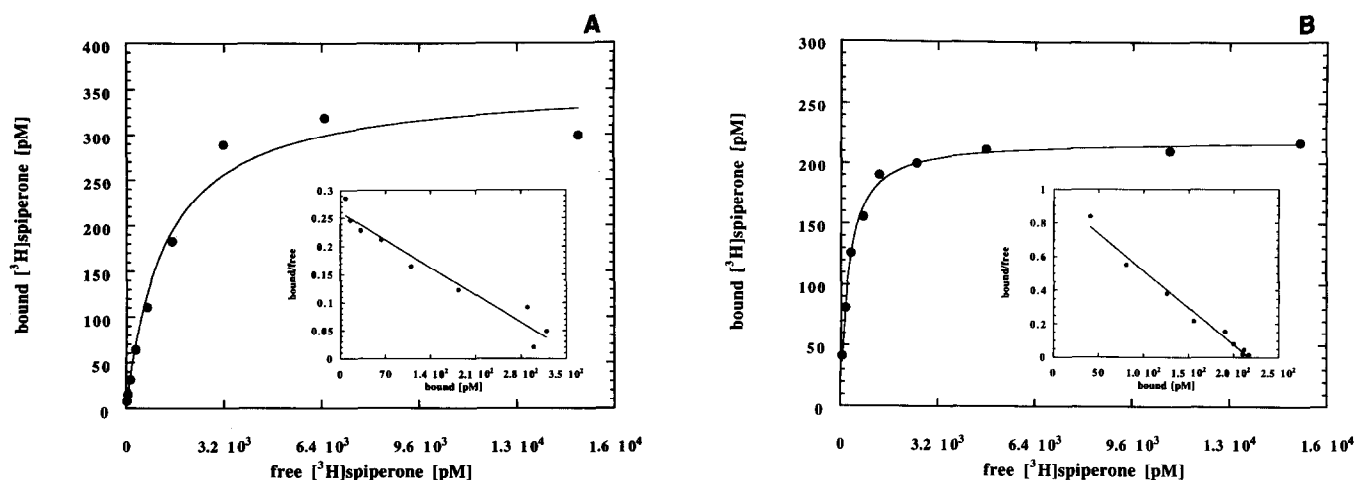 A
400
350
300
250
200
150
100
50
0
bound [³H]spiperone [pM]
0 3.2 10³ 6.4 10³ 9.6 10³ 1.3 10⁴ 1.6 10⁴
free [³H]spiperone [pM]
0.3
0.25
0.2
0.15
0.1
0.05
0
bound/free
0 70 1.4 10² 2.1 10² 2.8 10² 3.5 10²
bound [pM]
B
300
250
200
150
100
50
0
bound [³H]spiperone [pM]
0 3.2 10³ 6.4 10³ 9.6 10³ 1.3 10⁴ 1.6 10⁴
free [³H]spiperone [pM]
1
0.8
0.6
0.4
0.2
0
bound/free
0 50 1.0 10² 1.5 10² 2.0 10² 2.5 10²
bound [pM]